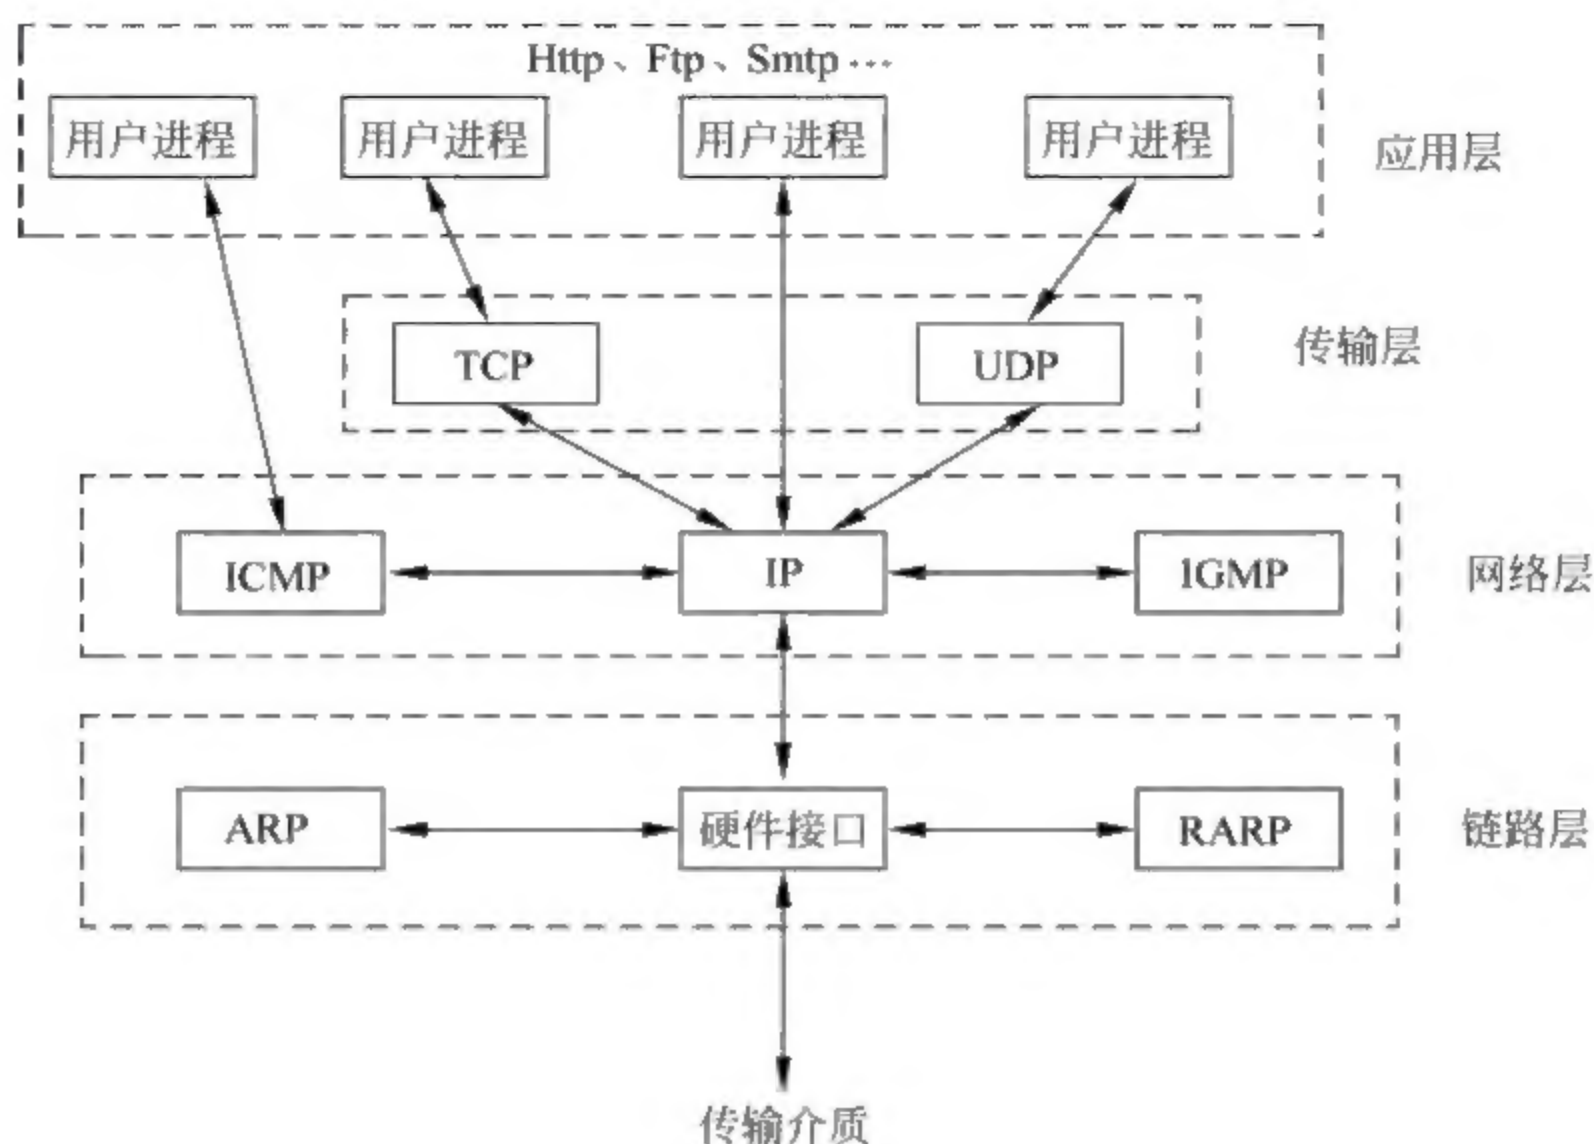 Http、Ftp、Smtp…
用户进程
用户进程
用户进程
用户进程
应用层
TCP
UDP
传输层
ICMP
IP
IGMP
网络层
ARP
硬件接口
RARP
链路层
传输介质